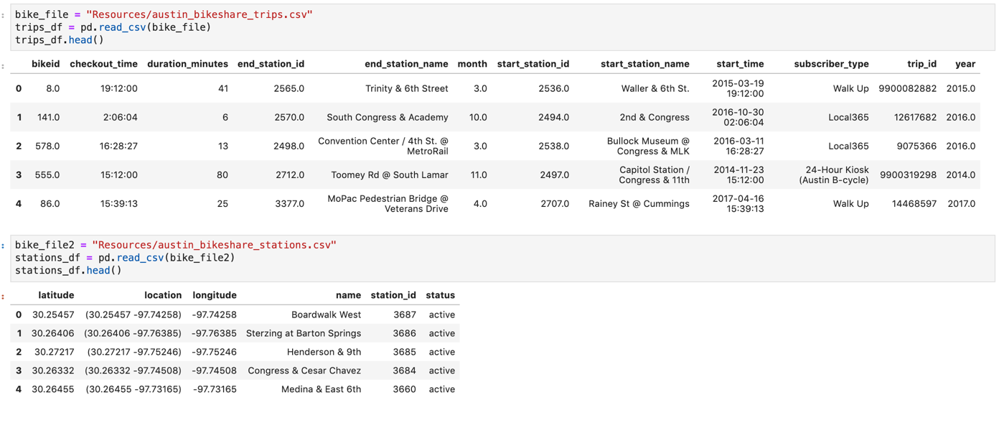 bike_file = "Resources/austin_bikeshare_trips.csv"
trips_df = pd.read_csv(bike_file)
trips_df.head()
bikeid checkout_time duration_minutes end_station_id end_station_name month start_station_id start_station_name start_time subscriber_type trip_id year
0 8.0 19:12:00 41 2565.0 Trinity & 6th Street 3.0 2536.0 Waller & 6th St. 2015-03-19 19:12:00 Walk Up 9900082882 2015.0
1 141.0 2:06:04 6 2570.0 South Congress & Academy 10.0 2494.0 2nd & Congress 2016-10-30 02:06:04 Local365 12617682 2016.0
2 578.0 16:28:27 13 2498.0 Convention Center / 4th St. @ MetroRail 3.0 2538.0 Bullock Museum @ Congress & MLK 2016-03-11 16:28:27 Local365 9075366 2016.0
3 555.0 15:12:00 80 2712.0 Toomey Rd @ South Lamar 11.0 2497.0 Capitol Station / Congress & 11th 2014-11-23 15:12:00 24-Hour Kiosk (Austin B-cycle) 9900319298 2014.0
4 86.0 15:39:13 25 3377.0 MoPac Pedestrian Bridge @ Veterans Drive 4.0 2707.0 Rainey St @ Cummings 2017-04-16 15:39:13 Walk Up 14468597 2017.0
bike_file2 = "Resources/austin_bikeshare_stations.csv"
stations_df = pd.read_csv(bike_file2)
stations_df.head()
latitude location longitude name station_id status
0 30.25457 (30.25457 -97.74258) -97.74258 Boardwalk West 3687 active
1 30.26406 (30.26406 -97.76385) -97.76385 Sterzing at Barton Springs 3686 active
2 30.27217 (30.27217 -97.75246) -97.75246 Henderson & 9th 3685 active
3 30.26332 (30.26332 -97.74508) -97.74508 Congress & Cesar Chavez 3684 active
4 30.26455 (30.26455 -97.73165) -97.73165 Medina & East 6th 3660 active